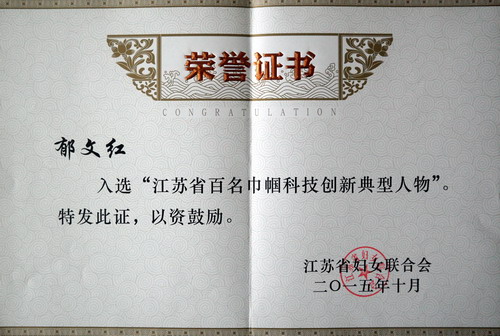 荣誉证书
CONGRATULATION
郁文红
入选“江苏省百名巾帼科技创新典型人物”。
特发此证，以资鼓励。
江苏省妇女联合会
二〇一五年十月